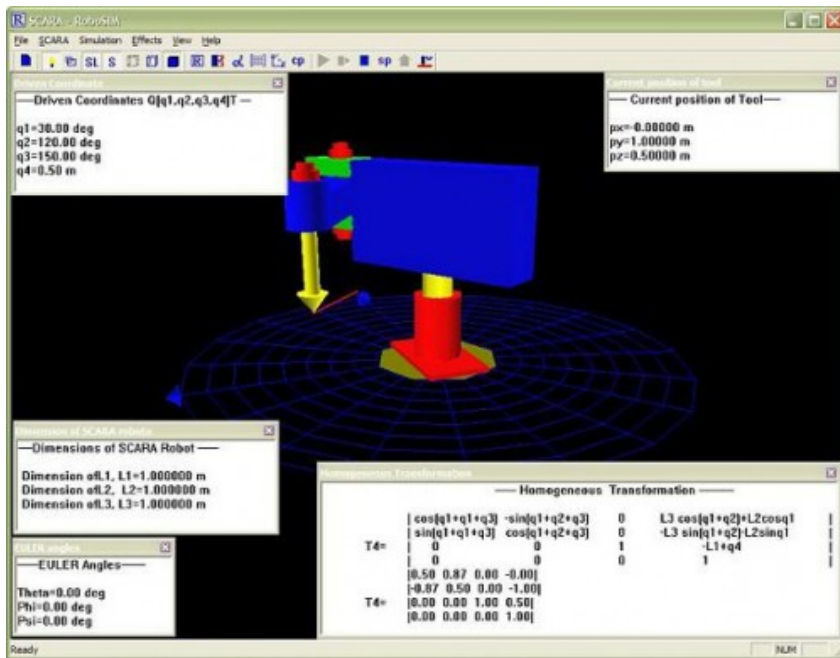 SCARA - RoboSIM
File SCARA Simulation Effects View Help
SL S R cp sp
Driven Coordinate
—Driven Coordinates Q[q1,q2,q3,q4]T —
q1=30.00 deg
q2=120.00 deg
q3=150.00 deg
q4=0.50 m
Current position of tool
— Current position of Tool—
px=-0.00000 m
py=1.00000 m
pz=0.50000 m
Dimension of SCARA robote
—Dimensions of SCARA Robot —
Dimension ofL1, L1=1.000000 m
Dimension ofL2, L2=1.000000 m
Dimension ofL3, L3=1.000000 m
EULER angles
—EULER Angles—
Theta=0.00 deg
Phi=0.00 deg
Psi=0.00 deg
Homogeneous Transformation
— Homogeneous Transformation —
| cos(q1+q1+q3) -sin(q1+q2+q3) 0 L3 cos(q1+q2)+L2cosq1 |
| sin(q1+q1+q3) cos(q1+q2+q3) 0 -L3 sin(q1+q2)-L2sinq1 |
T4= | 0 0 1 -L1+q4 |
| 0 0 0 1 |
|0.50 0.87 0.00 -0.00|
|-0.87 0.50 0.00 -1.00|
T4= |0.00 0.00 1.00 0.50|
|0.00 0.00 0.00 1.00|
Ready NUM